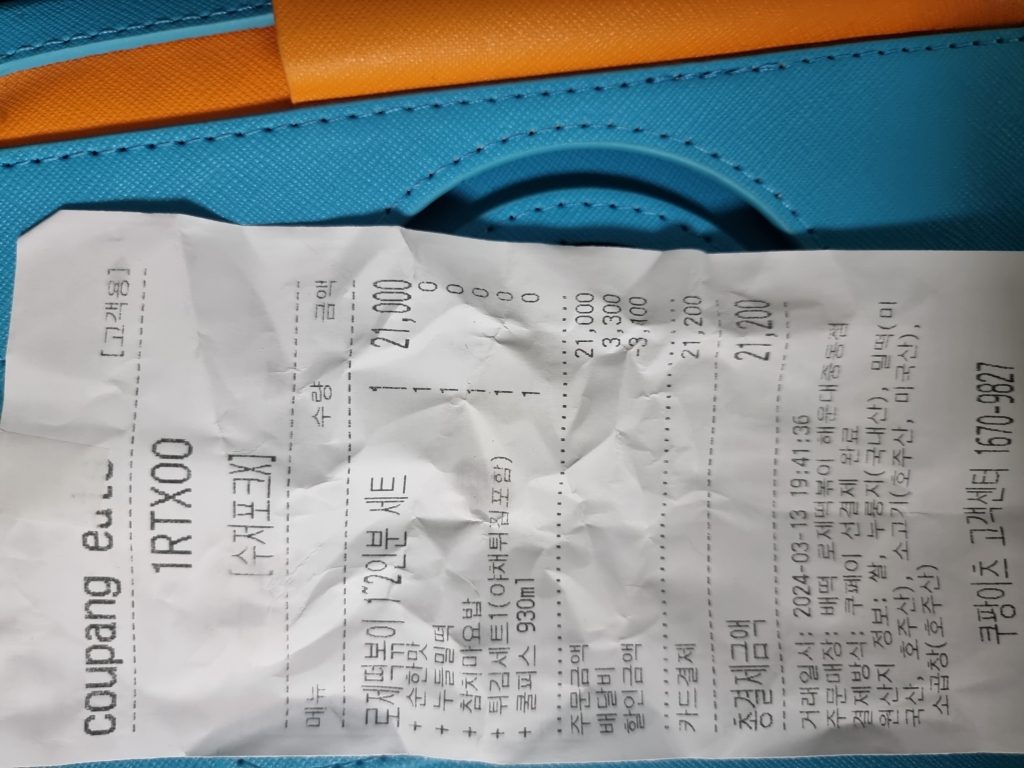 coupang eats [고객용]
1RTX00
[수저포크X]
메뉴 수량 금액
로제떡볶이 1~2인분 세트 1 21,000
+ 순한맛 1 0
+ 누들밀떡 1 0
+ 참치마요밥 1 0
+ 튀김세트1(야채튀김포함) 1 0
+ 쿨피스 930ml 1 0
주문금액 21,000
배달비 3,300
할인금액 -3,100
카드결제 21,200
총결제금액 21,200
거래일시: 2024-03-13 19:41:36
주문매장: 배떡 로제떡볶이 해운대중동점
결제방식: 쿠페이 선결제 완료
원산지 정보: 쌀, 누룽지(국내산), 밀떡(미
국산, 호주산), 소고기(호주산, 미국산),
소곱창(호주산)
쿠팡이츠 고객센터 1670-9827